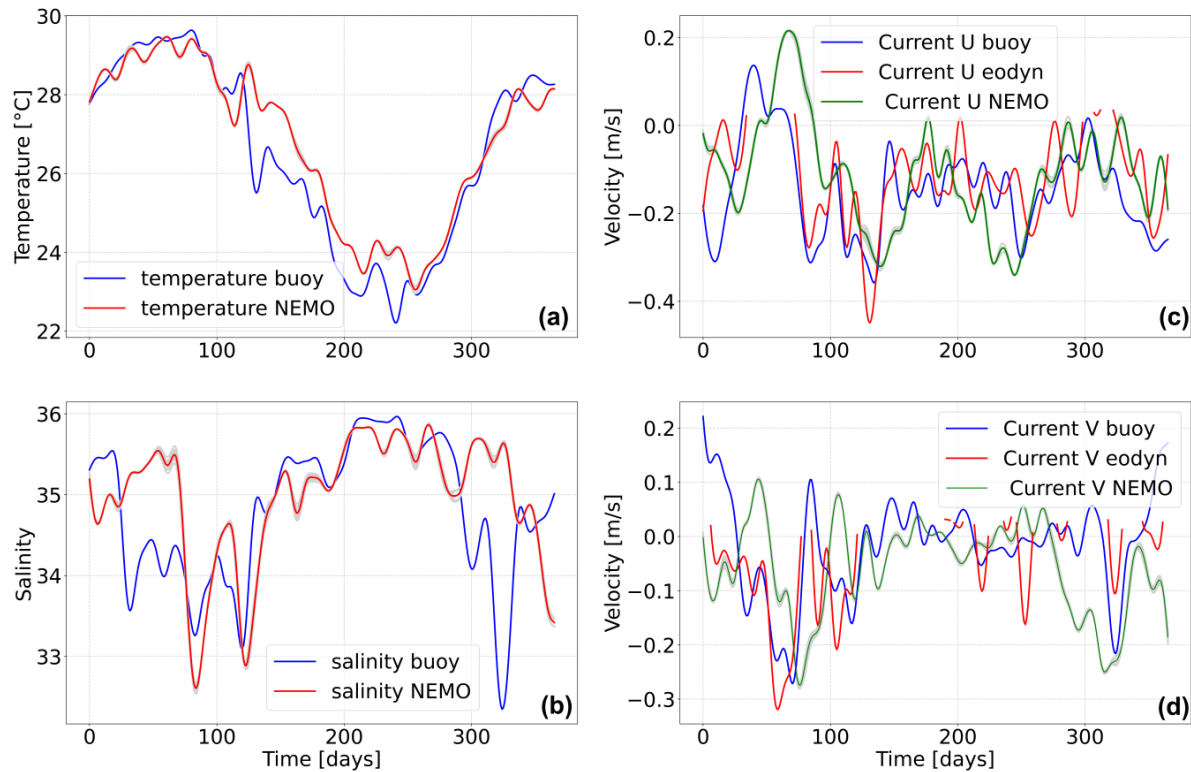 30
28
26
24
22
Temperature [°C]
temperature buoy
temperature NEMO
(a)
0
100
200
300
0.2
0.0
−0.2
−0.4
Velocity [m/s]
Current U buoy
Current U eodyn
Current U NEMO
(c)
0
100
200
300
36
35
34
33
Salinity
salinity buoy
salinity NEMO
(b)
0
100
200
300
Time [days]
0.2
0.1
0.0
−0.1
−0.2
−0.3
Velocity [m/s]
Current V buoy
Current V eodyn
Current V NEMO
(d)
0
100
200
300
Time [days]